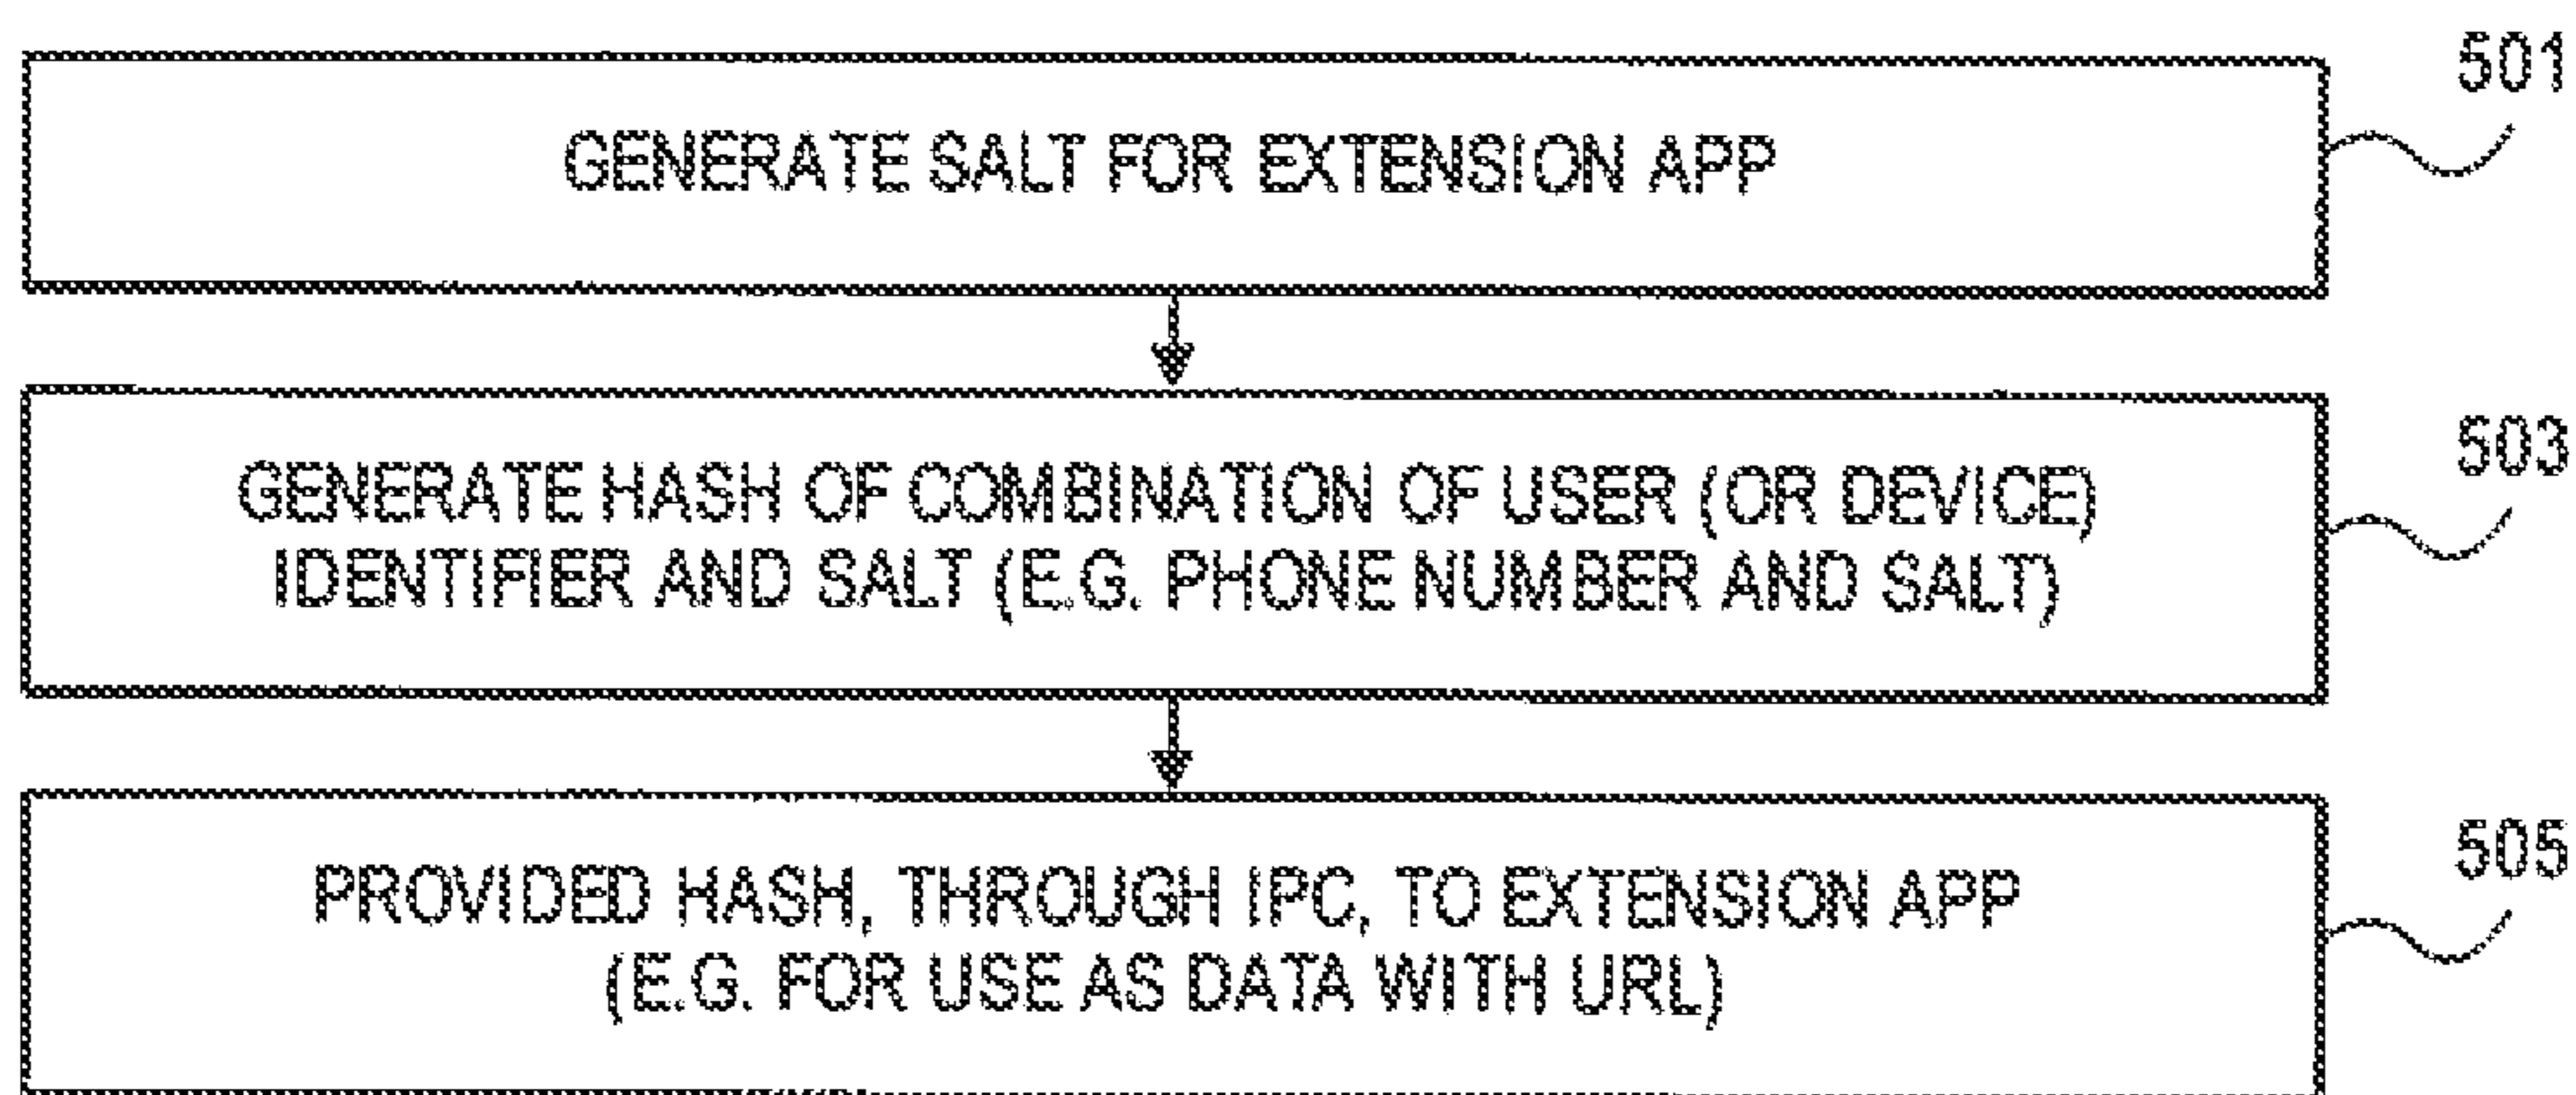 501
GENERATE SALT FOR EXTENSION APP
503
GENERATE HASH OF COMBINATION OF USER (OR DEVICE)
IDENTIFIER AND SALT (E.G. PHONE NUMBER AND SALT)
505
PROVIDED HASH, THROUGH IPC, TO EXTENSION APP
(E.G. FOR USE AS DATA WITH URL)